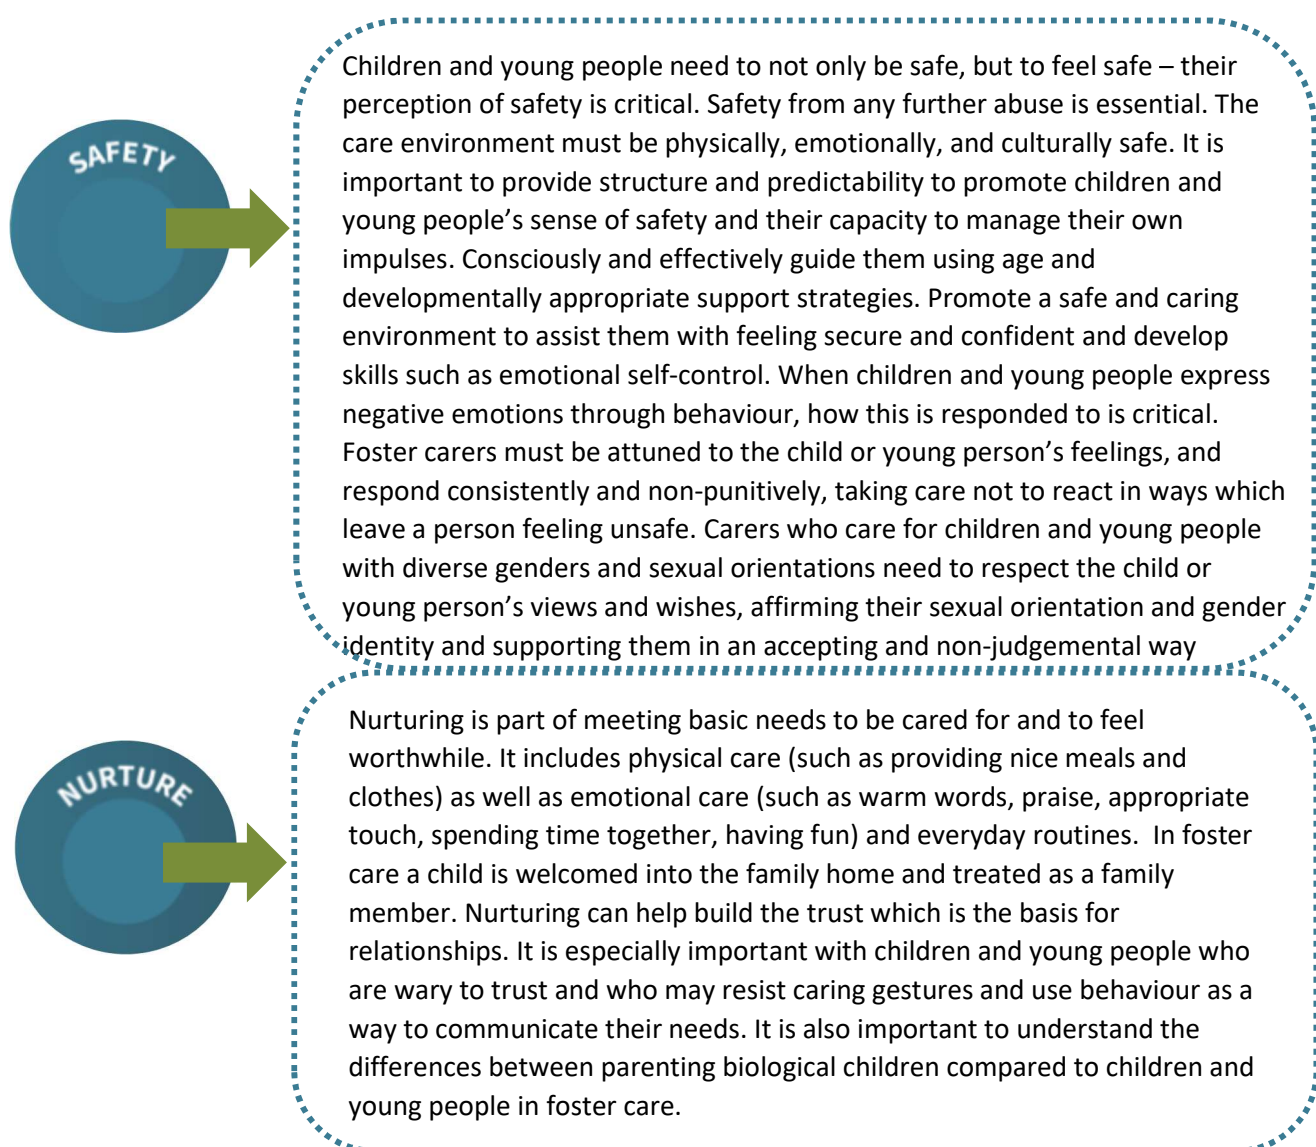 SAFETY
Children and young people need to not only be safe, but to feel safe – their
perception of safety is critical. Safety from any further abuse is essential. The
care environment must be physically, emotionally, and culturally safe. It is
important to provide structure and predictability to promote children and
young people’s sense of safety and their capacity to manage their own
impulses. Consciously and effectively guide them using age and
developmentally appropriate support strategies. Promote a safe and caring
environment to assist them with feeling secure and confident and develop
skills such as emotional self-control. When children and young people express
negative emotions through behaviour, how this is responded to is critical.
Foster carers must be attuned to the child or young person’s feelings, and
respond consistently and non-punitively, taking care not to react in ways which
leave a person feeling unsafe. Carers who care for children and young people
with diverse genders and sexual orientations need to respect the child or
young person’s views and wishes, affirming their sexual orientation and gender
identity and supporting them in an accepting and non-judgemental way
NURTURE
Nurturing is part of meeting basic needs to be cared for and to feel
worthwhile. It includes physical care (such as providing nice meals and
clothes) as well as emotional care (such as warm words, praise, appropriate
touch, spending time together, having fun) and everyday routines.  In foster
care a child is welcomed into the family home and treated as a family
member. Nurturing can help build the trust which is the basis for
relationships. It is especially important with children and young people who
are wary to trust and who may resist caring gestures and use behaviour as a
way to communicate their needs. It is also important to understand the
differences between parenting biological children compared to children and
young people in foster care.